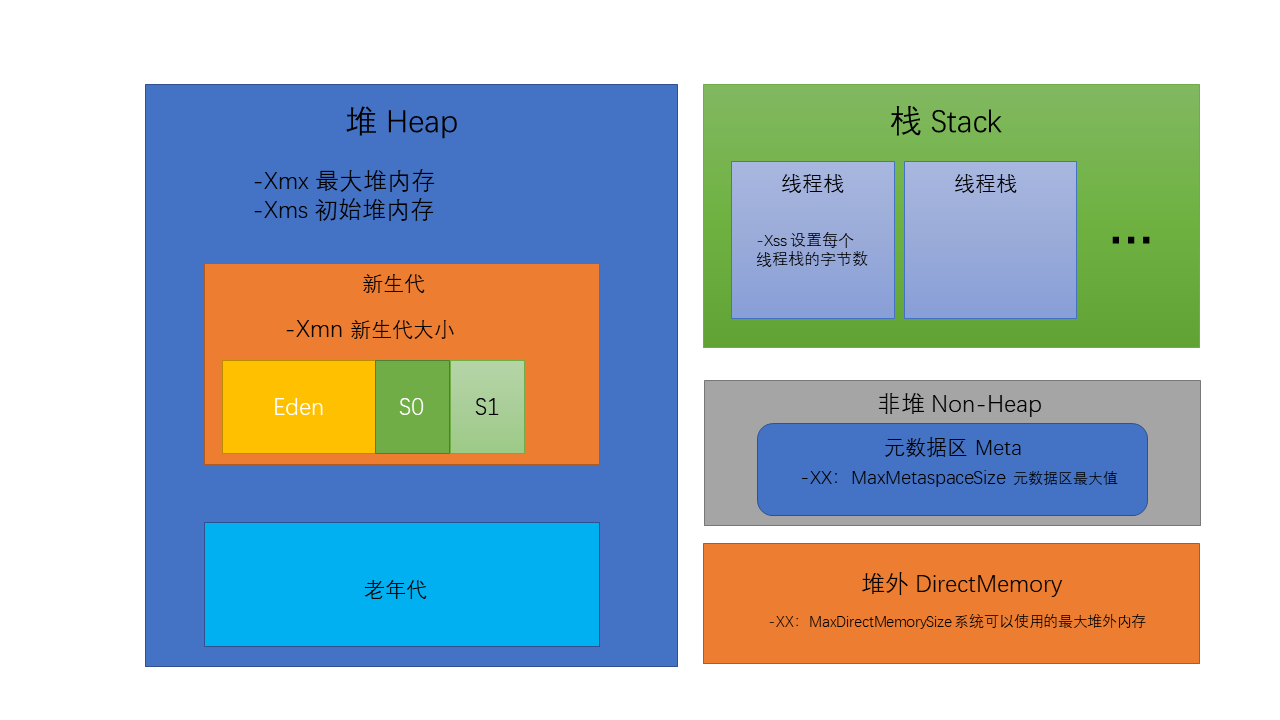 堆 Heap
-Xmx 最大堆内存
-Xms 初始堆内存
新生代
-Xmn 新生代大小
Eden
S0
S1
老年代
栈 Stack
线程栈
-Xss 设置每个
线程栈的字节数
线程栈
...
非堆 Non-Heap
元数据区 Meta
-XX： MaxMetaspaceSize 元数据区最大值
堆外 DirectMemory
-XX： MaxDirectMemorySize 系统可以使用的最大堆外内存